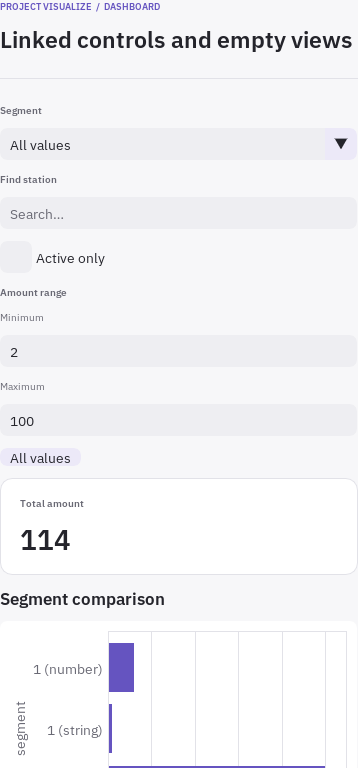 PROJECT VISUALIZE / DASHBOARD
Linked controls and empty views
Segment
All values
Find station
Search...
Active only
Amount range
Minimum
2
Maximum
100
All values
Total amount
114
Segment comparison
1 (number)
1 (string)
segment